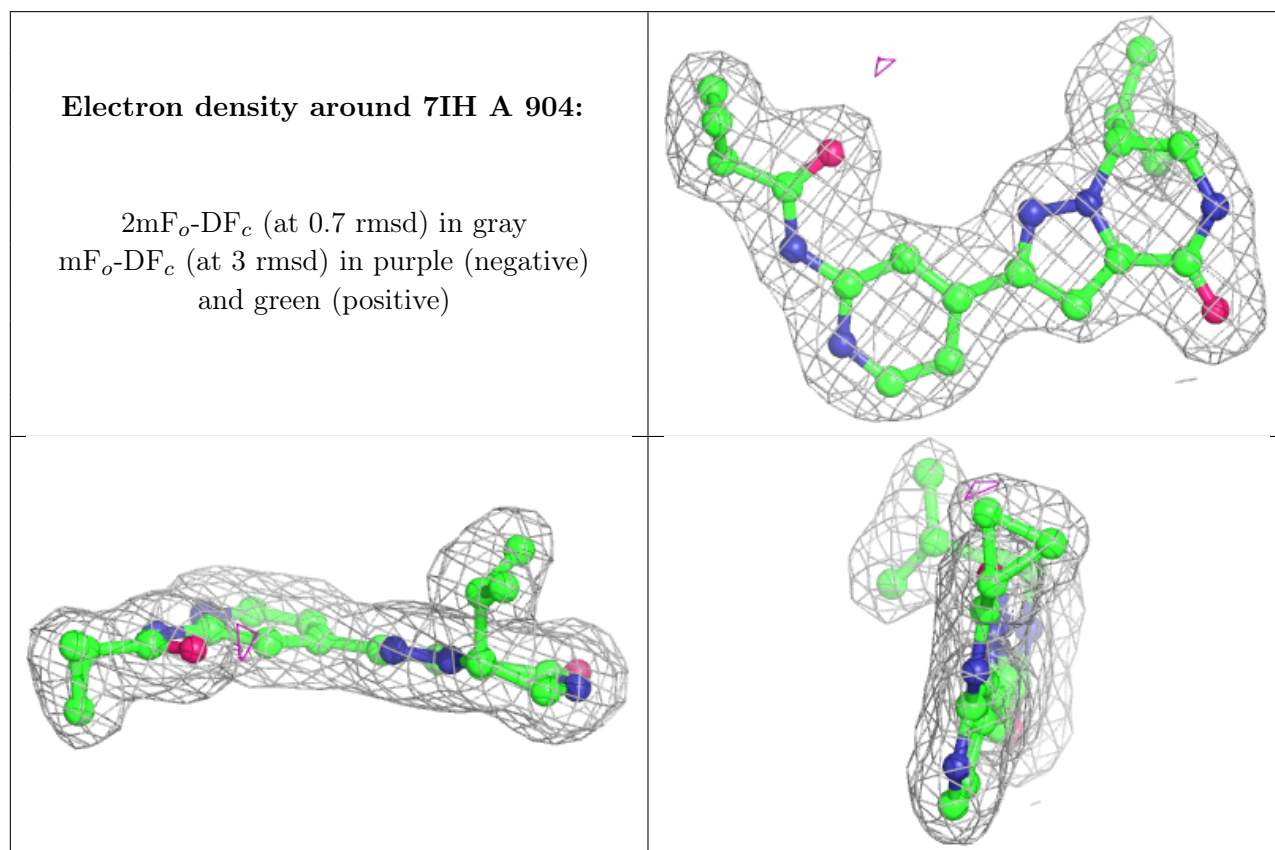 Electron density around 7IH A 904:
2mFo-DFc (at 0.7 rmsd) in gray
mFo-DFc (at 3 rmsd) in purple (negative)
and green (positive)